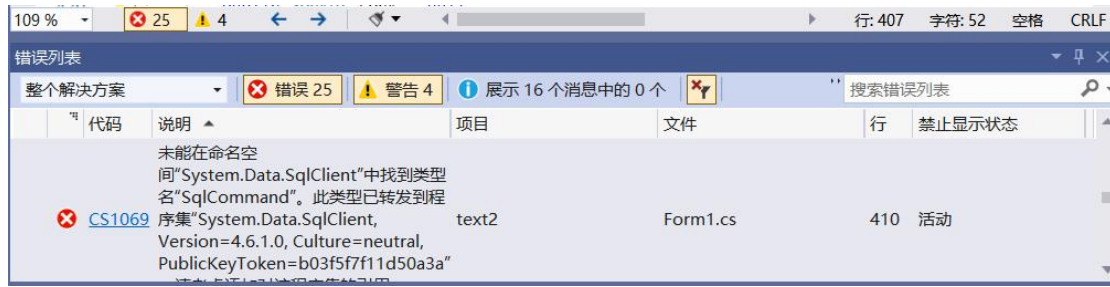 109 % 25 4 行: 407 字符: 52 空格 CRLF
错误列表
整个解决方案 错误 25 警告 4 展示 16 个消息中的 0 个 搜索错误列表
代码 说明 项目 文件 行 禁止显示状态
未能在命名空
间"System.Data.SqlClient"中找到类型
名"SqlCommand"。此类型已转发到程
CS1069 序集"System.Data.SqlClient, text2 Form1.cs 410 活动
Version=4.6.1.0, Culture=neutral,
PublicKeyToken=b03f5f7f11d50a3a"